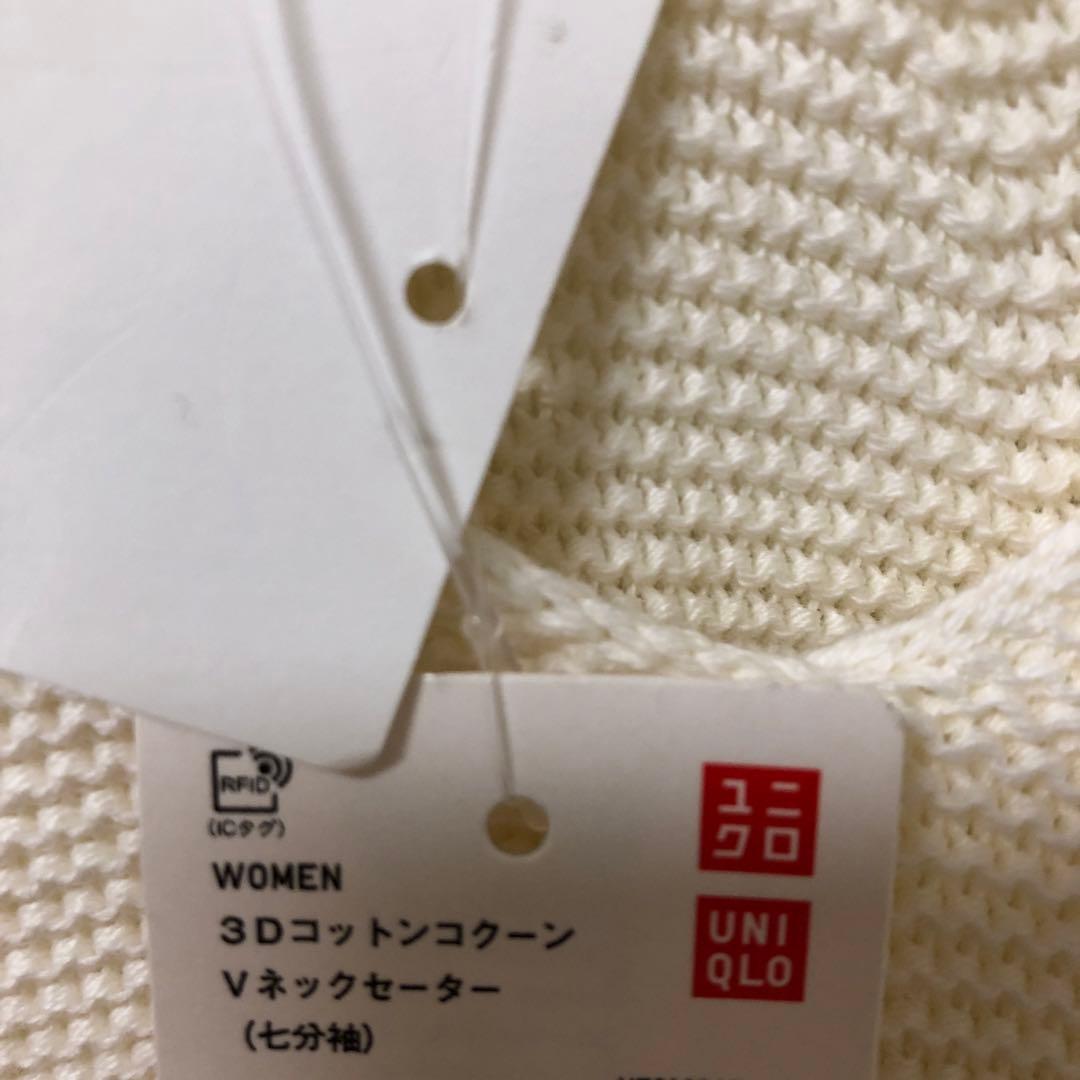 RFID
(ICタグ)
WOMEN
3Dコットンコクーン
Vネックセーター
(七分袖)
ユニ
クロ
UNI
QLO